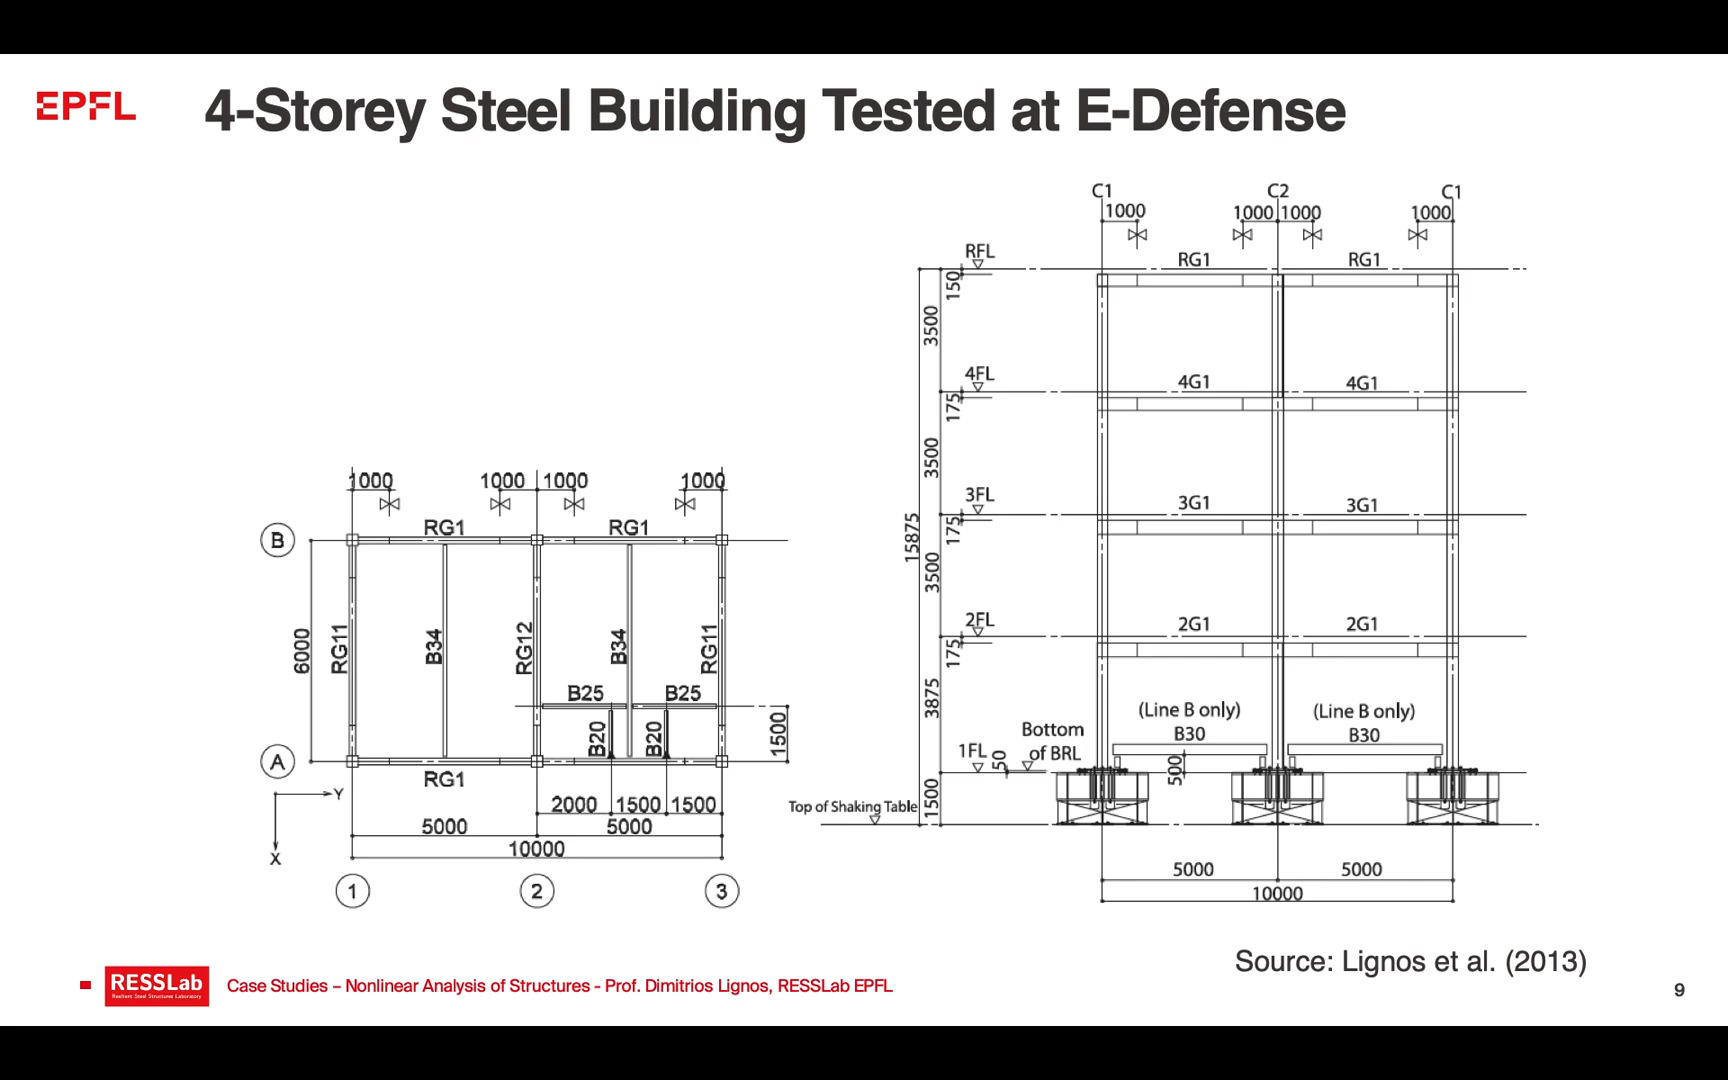 EPFL
4-Storey Steel Building Tested at E-Defense
1000
1000
1000
1000
B
RG1
RG1
6000
RG11
B34
RG12
B34
RG11
B25
B25
B20
B20
1500
A
RG1
Y
X
2000
1500
1500
5000
5000
10000
1
2
3
C1
C2
C1
1000
1000
1000
1000
RFL
RG1
RG1
150
3500
4FL
4G1
4G1
175
3500
3FL
3G1
3G1
175
15875
3500
2FL
2G1
2G1
175
3875
(Line B only)
(Line B only)
B30
B30
Bottom
of BRL
1FL
50
500
1500
Top of Shaking Table
5000
5000
10000
Source: Lignos et al. (2013)
RESSLab
Resilient Steel Structures Laboratory
Case Studies – Nonlinear Analysis of Structures - Prof. Dimitrios Lignos, RESSLab EPFL
9